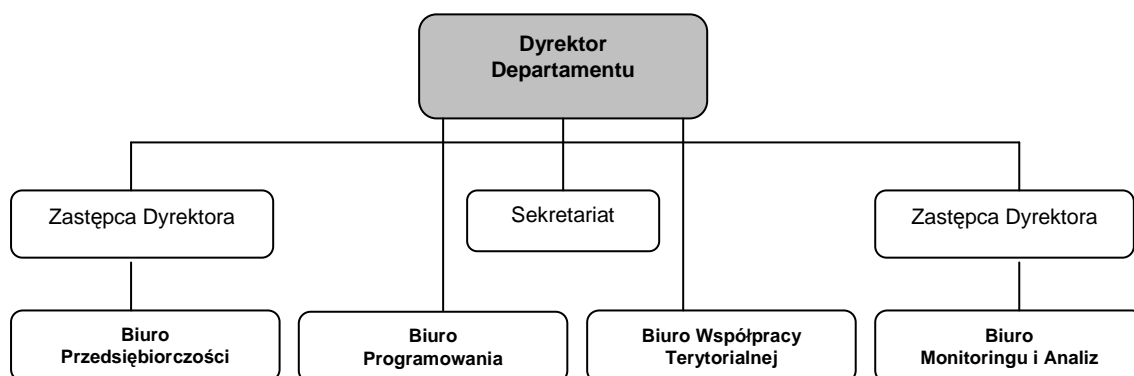 Dyrektor
Departamentu
Zastępca Dyrektora
Sekretariat
Zastępca Dyrektora
Biuro
Przedsiębiorczości
Biuro
Programowania
Biuro Współpracy
Terytorialnej
Biuro
Monitoringu i Analiz